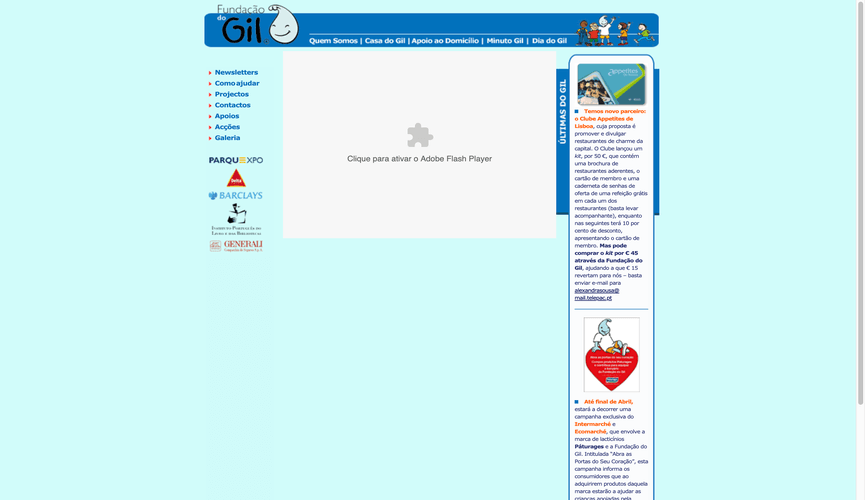 Fundação
do
Gil
Quem Somos | Casa do Gil | Apoio ao Domicílio | Minuto Gil | Dia do Gil
Newsletters
Como ajudar
Projectos
Contactos
Apoios
Acções
Galeria
PARQUE EXPO
Delta
BARCLAYS
INSTITUTO PORTUGUÊS DO
LIVRO E DAS BIBLIOTECAS
GENERALI
Clique para ativar o Adobe Flash Player
ÚLTIMAS DO GIL
Appetites
Temos novo parceiro:
o Clube Appetites de
Lisboa, cuja proposta é
promover e divulgar
restaurantes de charme da
capital. O Clube lançou um
kit, por 50 €, que contém
uma brochura de
restaurantes aderentes, o
cartão de membro e uma
caderneta de senhas de
oferta de uma refeição grátis
em cada um dos
restaurantes (basta levar
acompanhante), enquanto
nas seguintes terá 10 por
cento de desconto,
apresentando o cartão de
membro. Mas pode
comprar o kit por € 45
através da Fundação do
Gil, ajudando a que € 15
revertam para nós – basta
enviar e-mail para
alexandrasousa@
mail.telepac.pt
Até final de Abril,
estará a decorrer uma
campanha exclusiva do
Intermarché e
Ecomarché, que envolve a
marca de lacticínios
Pâturages e a Fundação do
Gil. Intitulada "Abra as
Portas do Seu Coração", esta
campanha informa os
consumidores que ao
adquirirem produtos daquela
marca estarão a ajudar as
crianças apoiadas pela